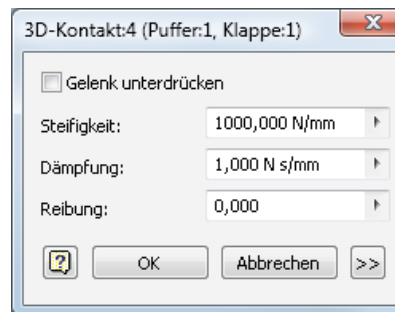 3D-Kontakt:4 (Puffer:1, Klappe:1)
Gelenk unterdrücken
Steifigkeit: 1000,000 N/mm
Dämpfung: 1,000 N s/mm
Reibung: 0,000
? OK Abbrechen >>